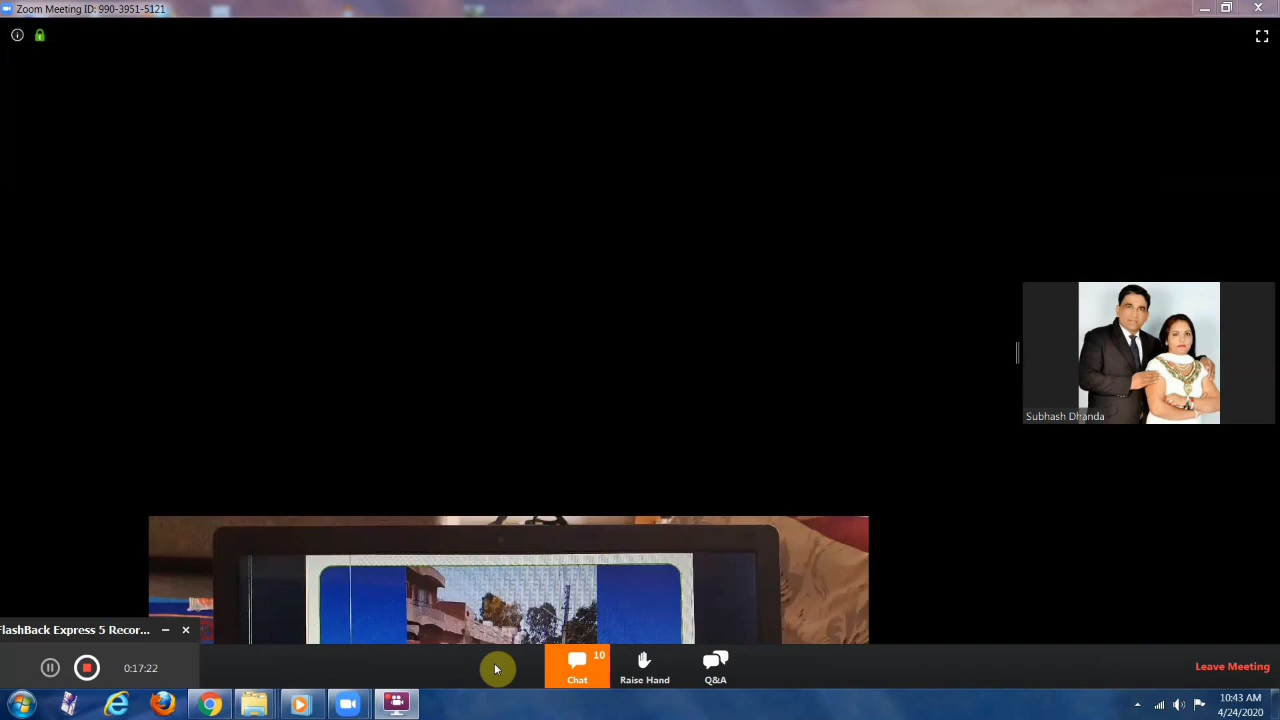 Zoom Meeting ID: 990-3951-5121
Subhash Dhanda
FlashBack Express 5 Recor...
0:17:22
10
Chat
Raise Hand
Q&A
Leave Meeting
10:43 AM
4/24/2020